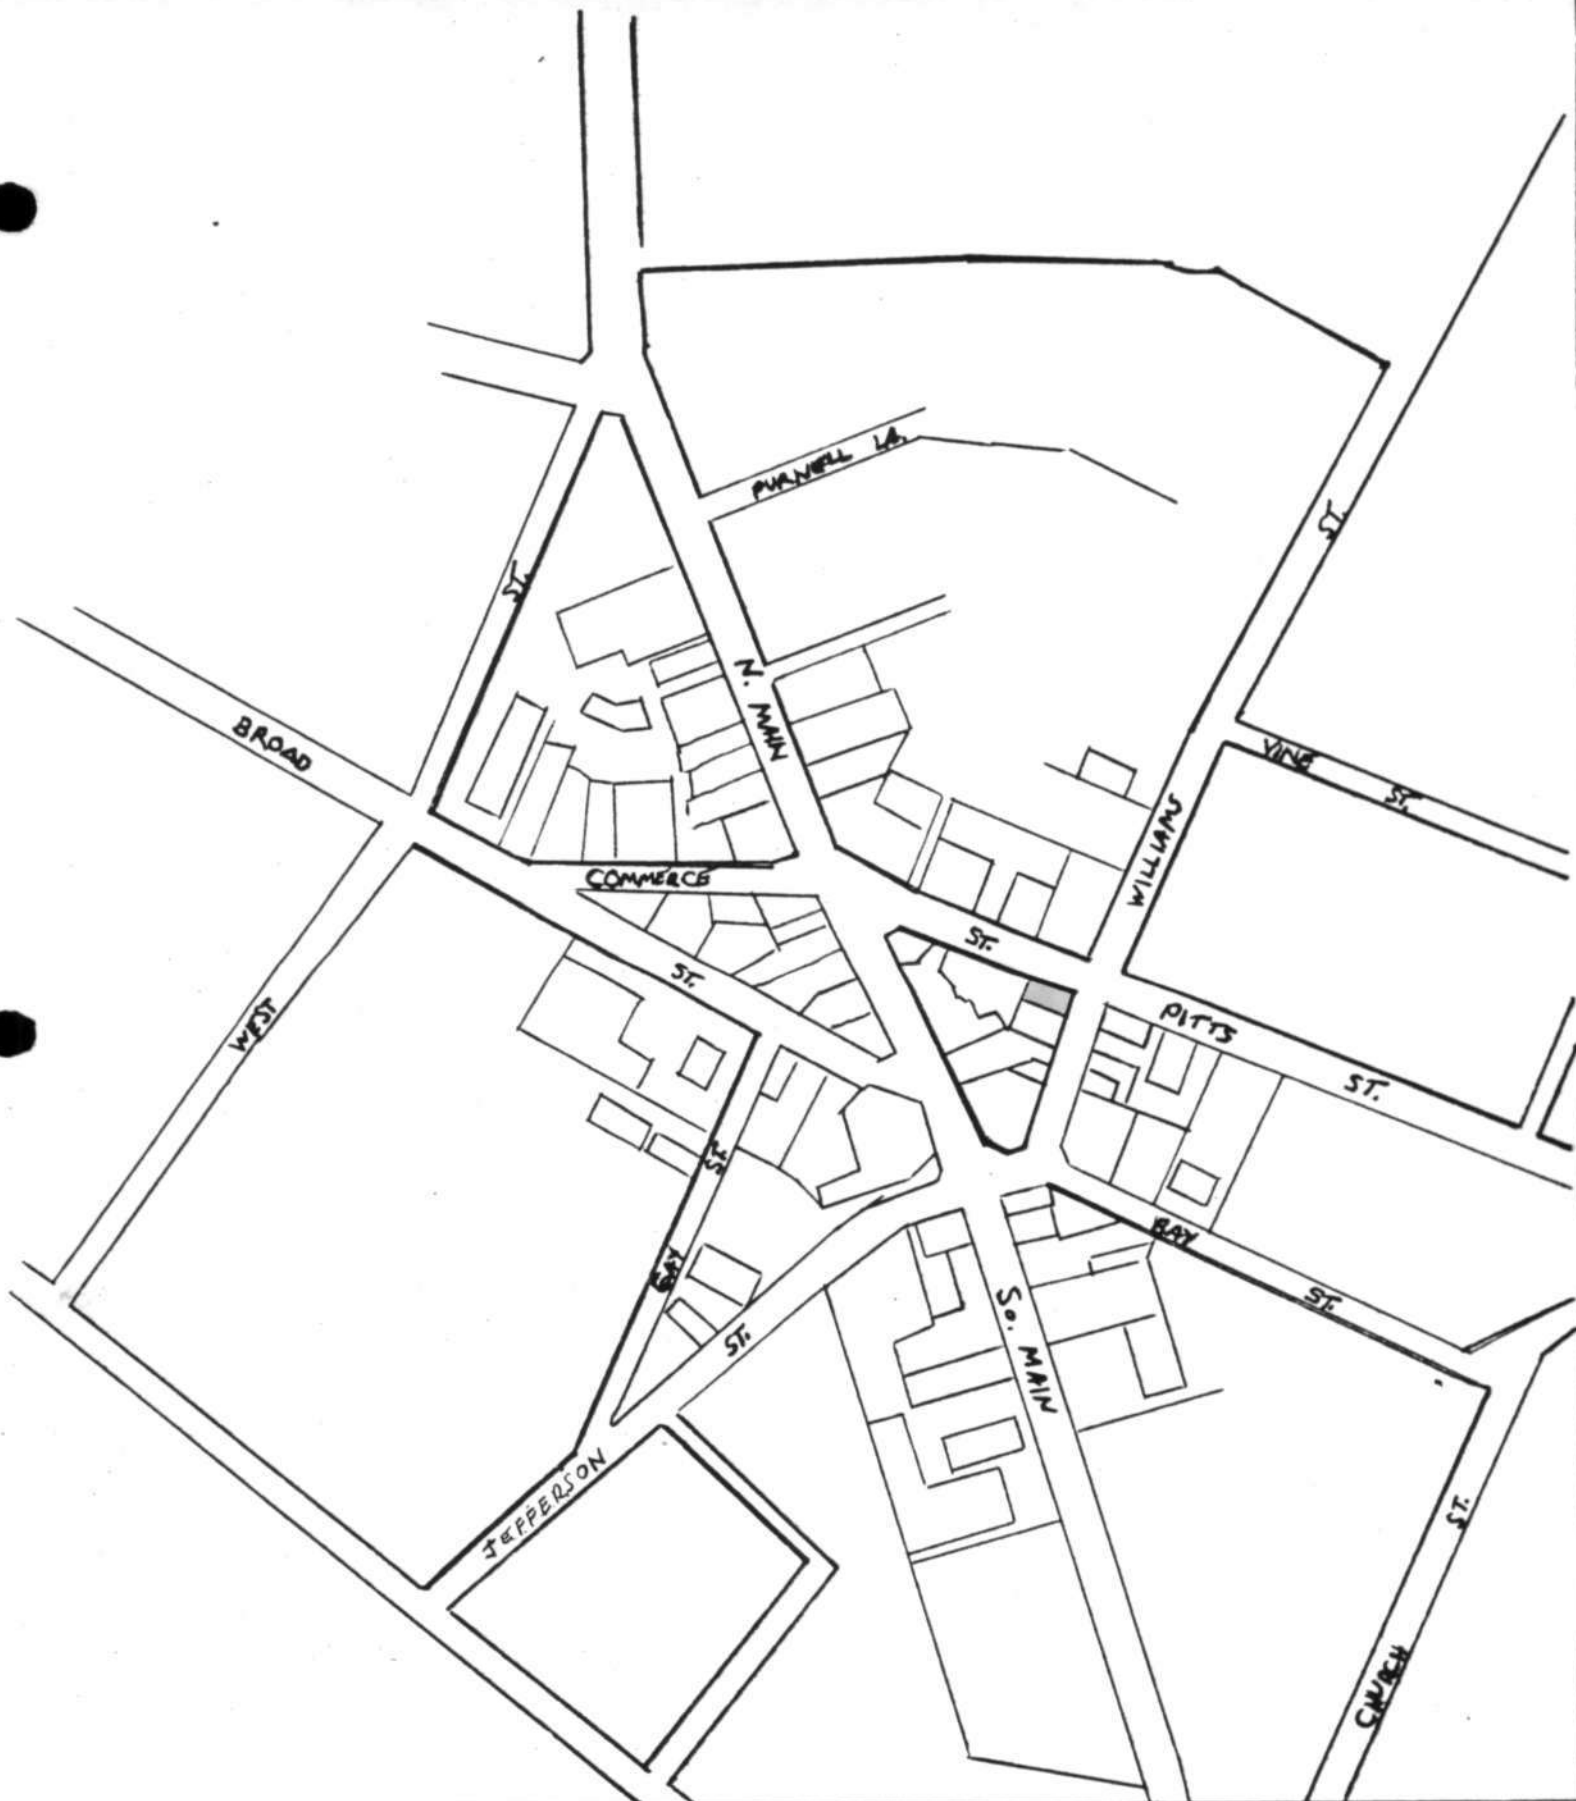 PURNELL LA.
ST.
ST.
N. MAIN
BROAD
VINE ST.
WILLIAMS
COMMERCE
ST.
ST.
PITTS ST.
WEST
ST.
BAY
BAY ST.
ST.
So. MAIN
JEFFERSON
ST.
CHURCH